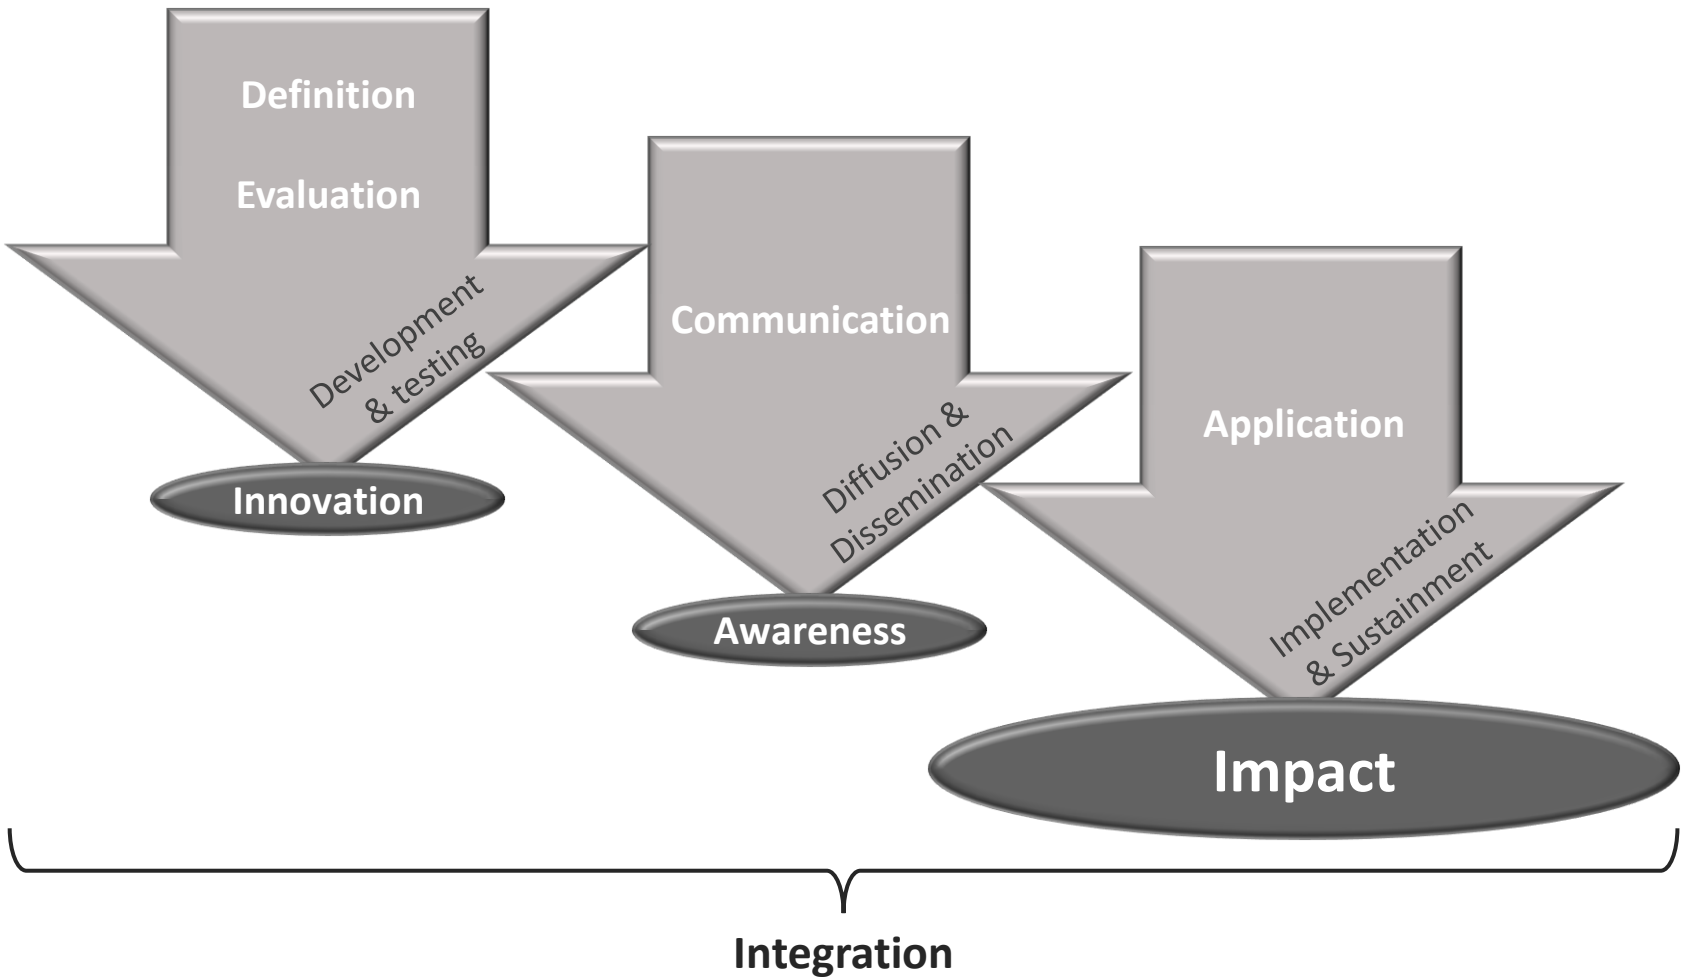 Definition
Evaluation
Development
& testing
Innovation
Communication
Diffusion &
Dissemination
Awareness
Application
Implementation
& Sustainment
Impact
Integration